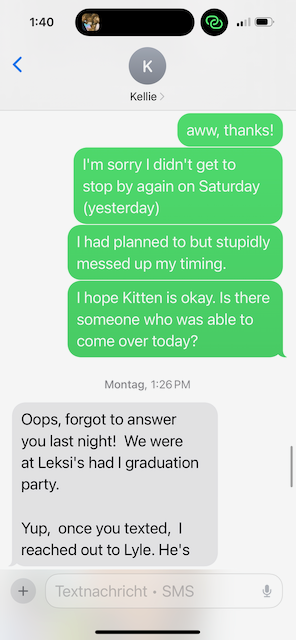 1:40
K
Kellie
aww, thanks!
I'm sorry I didn't get to
stop by again on Saturday
(yesterday)
I had planned to but stupidly
messed up my timing.
I hope Kitten is okay. Is there
someone who was able to
come over today?
Montag, 1:26 PM
Oops, forgot to answer
you last night! We were
at Leksi's had I graduation
party.
Yup, once you texted, I
reached out to Lyle. He's
Textnachricht • SMS